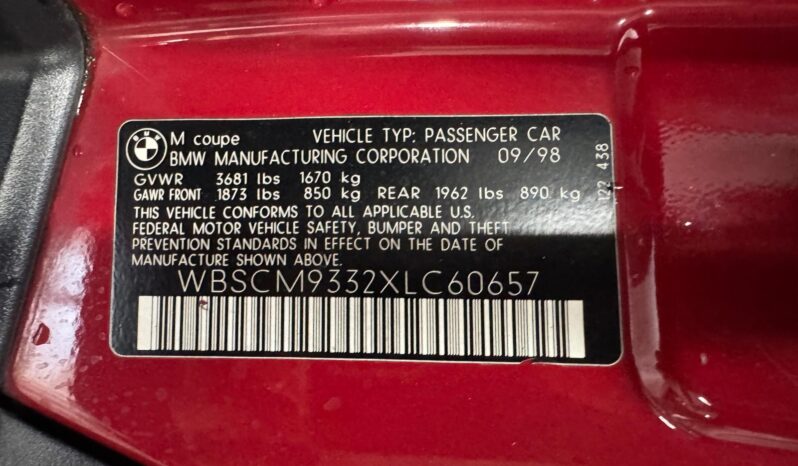 BMW
M coupe VEHICLE TYP: PASSENGER CAR
BMW MANUFACTURING CORPORATION 09/98
GVWR 3681 lbs 1670 kg
GAWR FRONT 1873 lbs 850 kg REAR 1962 lbs 890 kg
THIS VEHICLE CONFORMS TO ALL APPLICABLE U.S.
FEDERAL MOTOR VEHICLE SAFETY, BUMPER AND THEFT
PREVENTION STANDARDS IN EFFECT ON THE DATE OF
MANUFACTURE SHOWN ABOVE.
WBSCM9332XLC60657
122 438